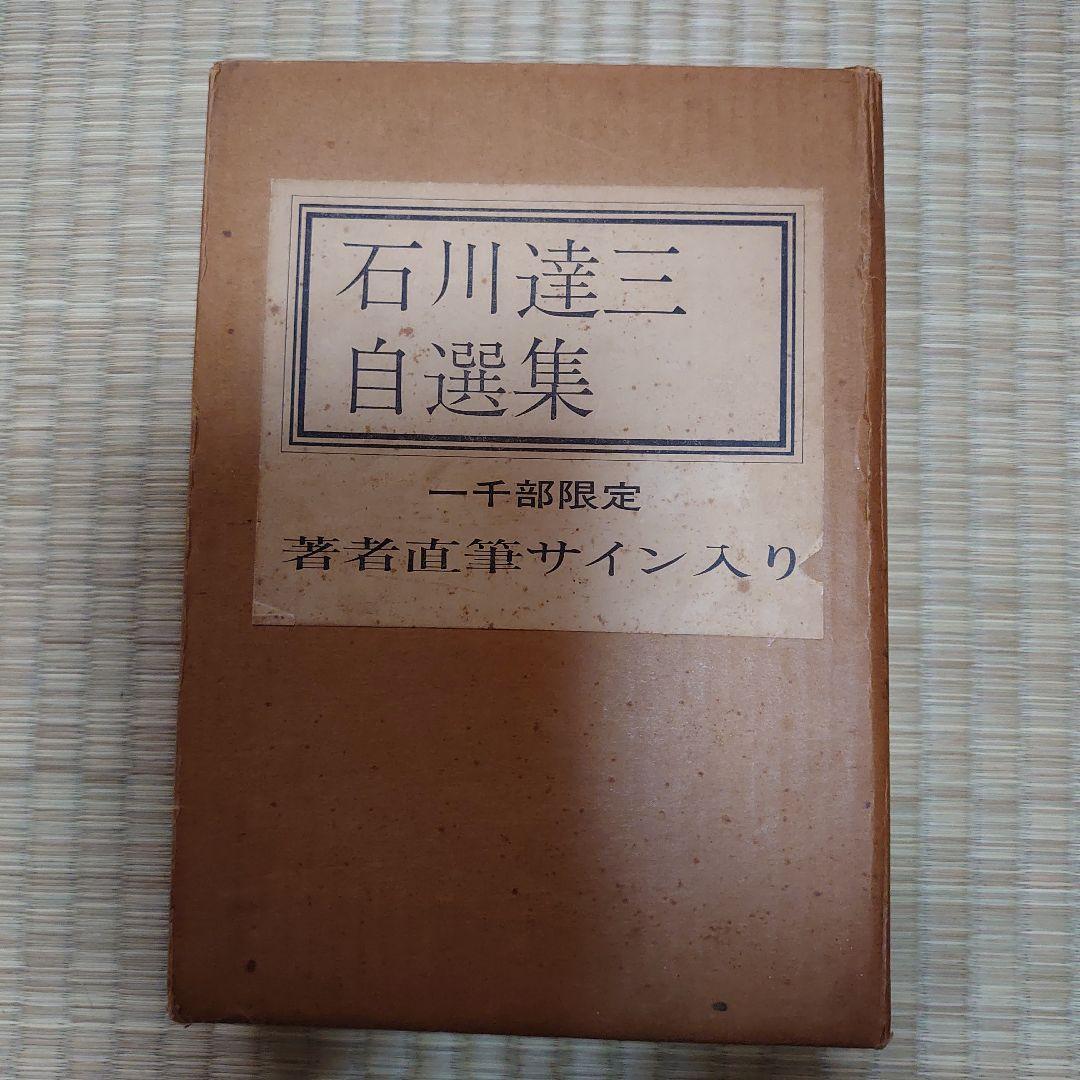 石川達三
自選集
一千部限定
著者直筆サイン入り